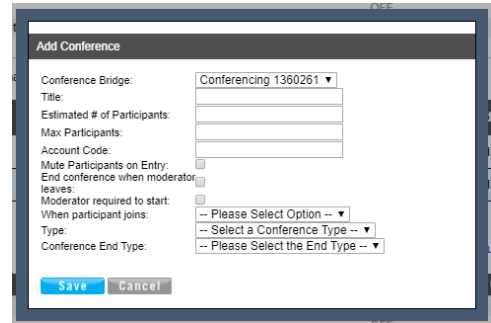 OFF
Add Conference
Conference Bridge: Conferencing 1360261 ▼
Title:
Estimated # of Participants:
Max Participants:
Account Code:
Mute Participants on Entry:
End conference when moderator
leaves:
Moderator required to start:
When participant joins: -- Please Select Option -- ▼
Type: -- Select a Conference Type -- ▼
Conference End Type: -- Please Select the End Type -- ▼
Save Cancel
OFF